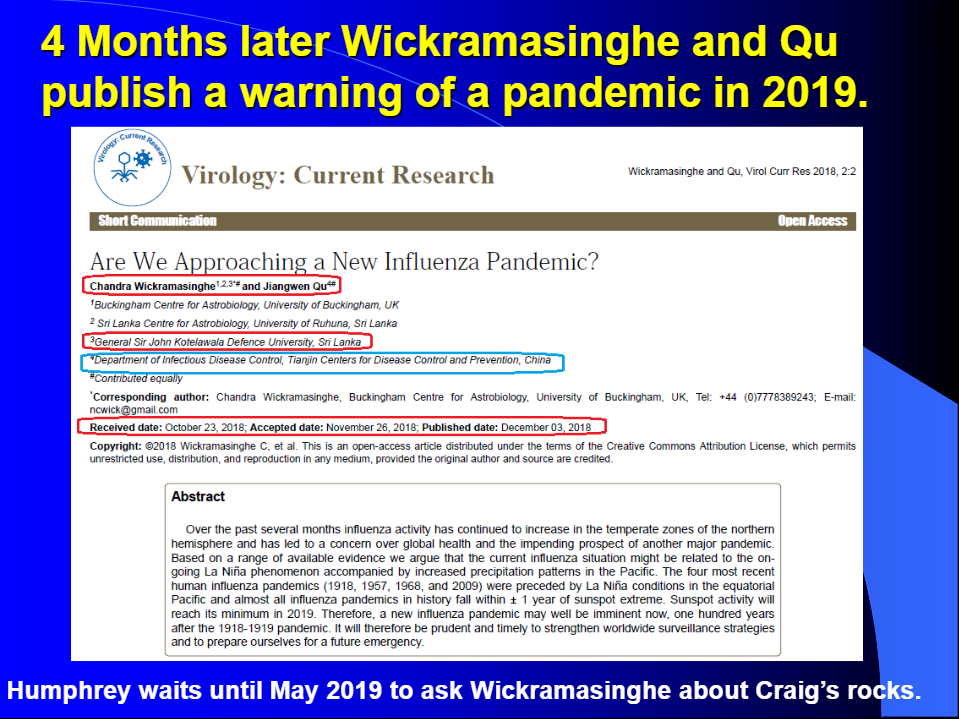 4 Months later Wickramasinghe and Qu
publish a warning of a pandemic in 2019.
Virology: Current Research
Virology: Current Research
Wickramasinghe and Qu, Virol Curr Res 2018, 2:2
Short Communication
Open Access
Are We Approaching a New Influenza Pandemic?
Chandra Wickramasinghe1,2,3*# and Jiangwen Qu4#
1Buckingham Centre for Astrobiology, University of Buckingham, UK
2 Sri Lanka Centre for Astrobiology, University of Ruhuna, Sri Lanka
3General Sir John Kotelawala Defence University, Sri Lanka
4Department of Infectious Disease Control, Tianjin Centers for Disease Control and Prevention, China
#Contributed equally
*Corresponding author: Chandra Wickramasinghe, Buckingham Centre for Astrobiology, University of Buckingham, UK, Tel: +44 (0)7778389243; E-mail:
ncwick@gmail.com
Received date: October 23, 2018; Accepted date: November 26, 2018; Published date: December 03, 2018
Copyright: ©2018 Wickramasinghe C, et al. This is an open-access article distributed under the terms of the Creative Commons Attribution License, which permits
unrestricted use, distribution, and reproduction in any medium, provided the original author and source are credited.
Abstract
Over the past several months influenza activity has continued to increase in the temperate zones of the northern
hemisphere and has led to a concern over global health and the impending prospect of another major pandemic.
Based on a range of available evidence we argue that the current influenza situation might be related to the on-
going La Niña phenomenon accompanied by increased precipitation patterns in the Pacific. The four most recent
human influenza pandemics (1918, 1957, 1968, and 2009) were preceded by La Niña conditions in the equatorial
Pacific and almost all influenza pandemics in history fall within ± 1 year of sunspot extreme. Sunspot activity will
reach its minimum in 2019. Therefore, a new influenza pandemic may well be imminent now, one hundred years
after the 1918-1919 pandemic. It will therefore be prudent and timely to strengthen worldwide surveillance strategies
and to prepare ourselves for a future emergency.
Humphrey waits until May 2019 to ask Wickramasinghe about Craig's rocks.